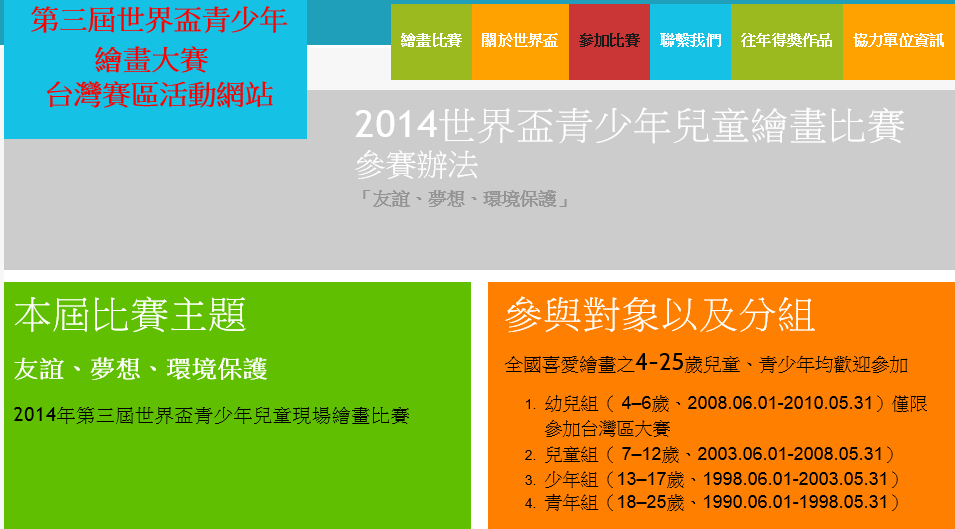 第三屆世界盃青少年
繪畫大賽
台灣賽區活動網站
繪畫比賽
關於世界盃
參加比賽
聯繫我們
往年得獎作品
協力單位資訊
2014世界盃青少年兒童繪畫比賽
參賽辦法
「友誼、夢想、環境保護」
本屆比賽主題
友誼、夢想、環境保護
2014年第三屆世界盃青少年兒童現場繪畫比賽
參與對象以及分組
全國喜愛繪畫之4-25歲兒童、青少年均歡迎參加
1. 幼兒組（ 4–6歲、2008.06.01-2010.05.31）僅限
參加台灣區大賽
2. 兒童組（ 7–12歲、2003.06.01-2008.05.31）
3. 少年組（13–17歲、1998.06.01-2003.05.31）
4. 青年組（18–25歲、1990.06.01-1998.05.31）